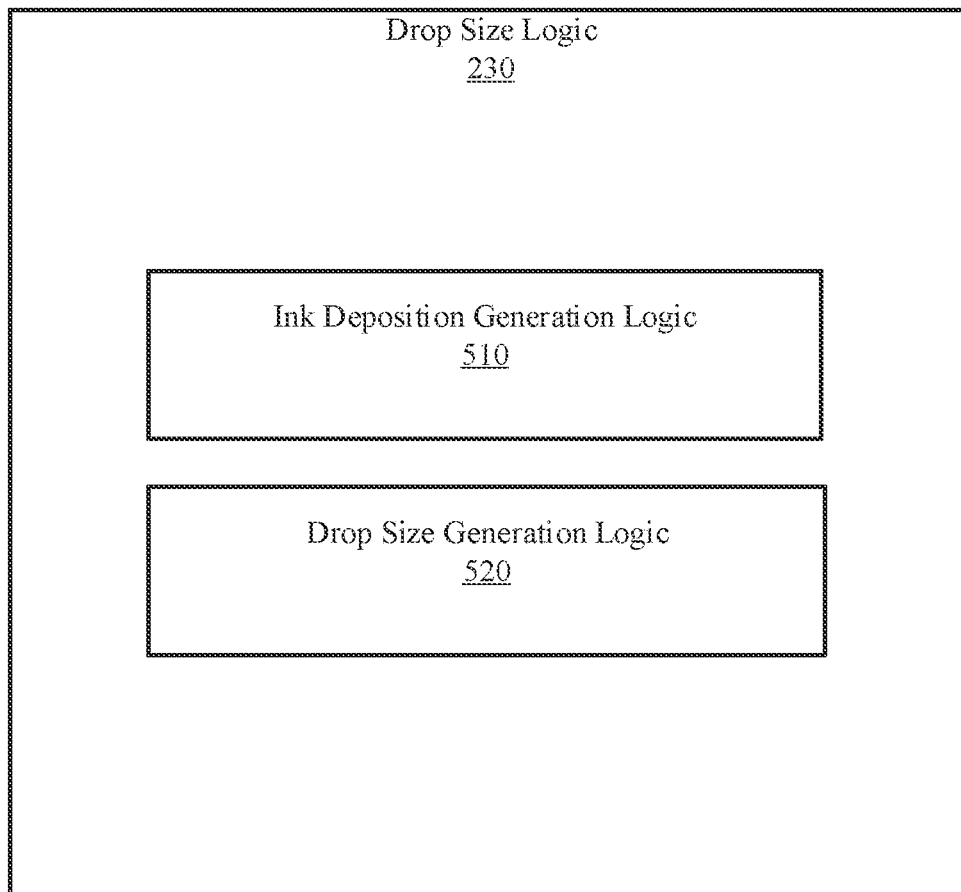 Drop Size Logic
230
Ink Deposition Generation Logic
510
Drop Size Generation Logic
520